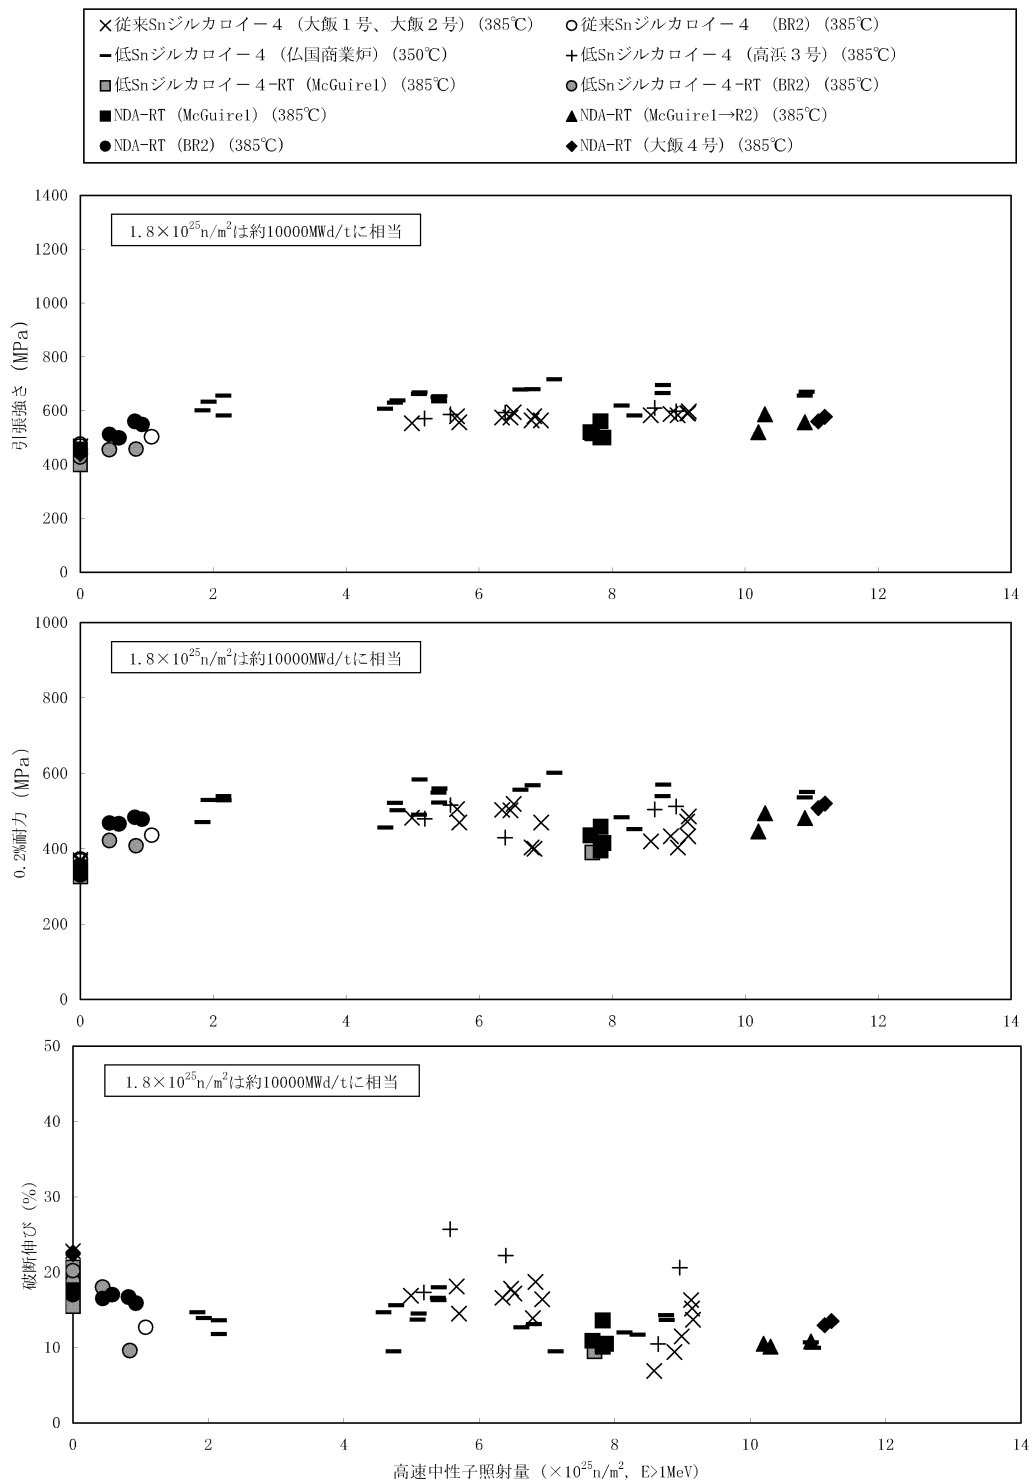 ×従来Snジルカロイー４ (大飯１号、大飯２号) (385℃)
○従来Snジルカロイー４ (BR2) (385℃)
低Snジルカロイー４ (仏国商業炉) (350℃)
低Snジルカロイー４ (高浜３号) (385℃)
低Snジルカロイー４-RT (McGuire1) (385℃)
低Snジルカロイー４-RT (BR2) (385℃)
■NDA-RT (McGuire1) (385℃)
▲NDA-RT (McGuire1→R2) (385℃)
●NDA-RT (BR2) (385℃)
◆NDA-RT (大飯４号) (385℃)
1400
1200
1000
800
600
400
200
0
引張強さ (MPa)
1.8×10²⁵n/m²は約10000MWd/tに相当
0 2 4 6 8 10 12 14
1000
800
600
400
200
0
0.2%耐力 (MPa)
1.8×10²⁵n/m²は約10000MWd/tに相当
0 2 4 6 8 10 12 14
50
40
30
20
10
0
破断伸び (%)
1.8×10²⁵n/m²は約10000MWd/tに相当
0 2 4 6 8 10 12 14
高速中性子照射量 (×10²⁵n/m², E>1MeV)